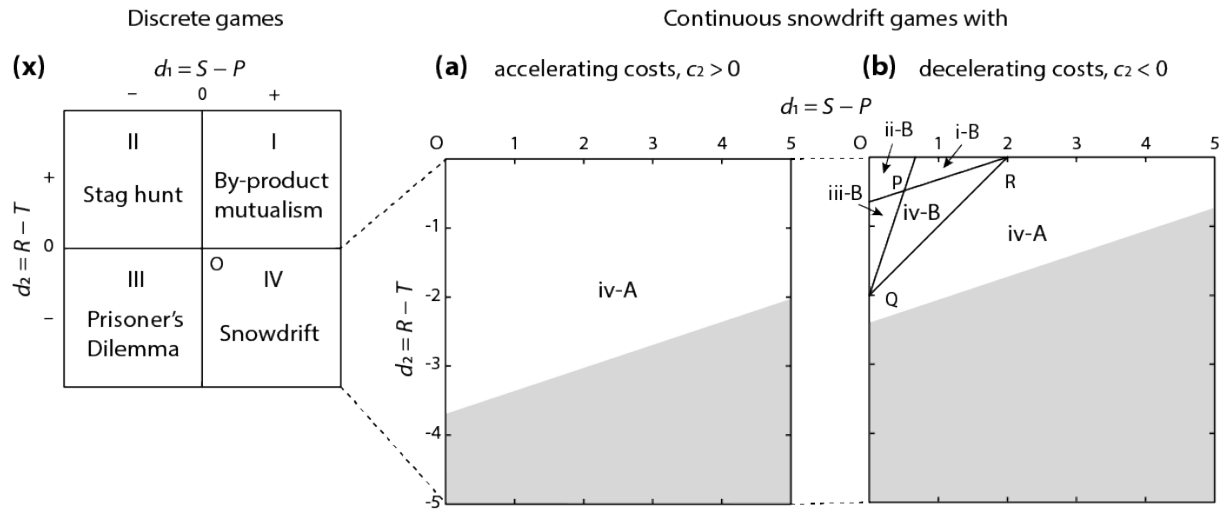 Discrete games
Continuous snowdrift games with
(x)
d₁ = S – P
– 0 +
d₂ = R – T
+
0
–
II
Stag hunt
I
By-product
mutualism
O
III
Prisoner's
Dilemma
IV
Snowdrift
(a) accelerating costs, c₂ > 0
(b) decelerating costs, c₂ < 0
d₁ = S – P
O 1 2 3 4 5
d₂ = R – T
-1
-2
-3
-4
-5
iv-A
O 1 2 3 4 5
ii-B
i-B
P
R
iii-B
iv-B
iv-A
Q